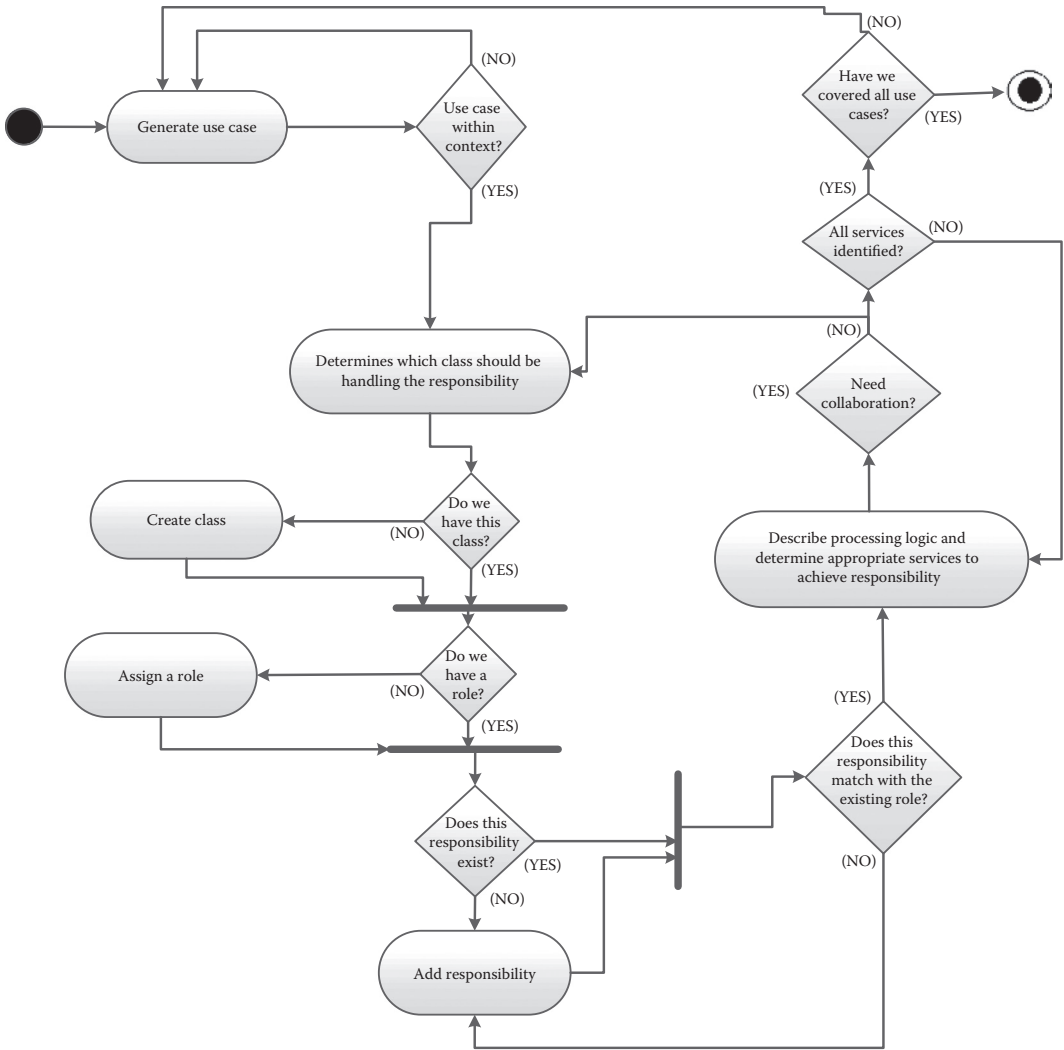 Generate use case
Use case
within
context?
(NO)
(YES)
Determines which class should be
handling the responsibility
Do we
have this
class?
(NO)
(YES)
Create class
Do we
have a
role?
(NO)
(YES)
Assign a role
Does this
responsibility
exist?
(YES)
(NO)
Add responsibility
Does this
responsibility
match with the
existing role?
(YES)
(NO)
Describe processing logic and
determine appropriate services to
achieve responsibility
Need
collaboration?
(YES)
(NO)
All services
identified?
(YES)
(NO)
Have we
covered all use
cases?
(NO)
(YES)